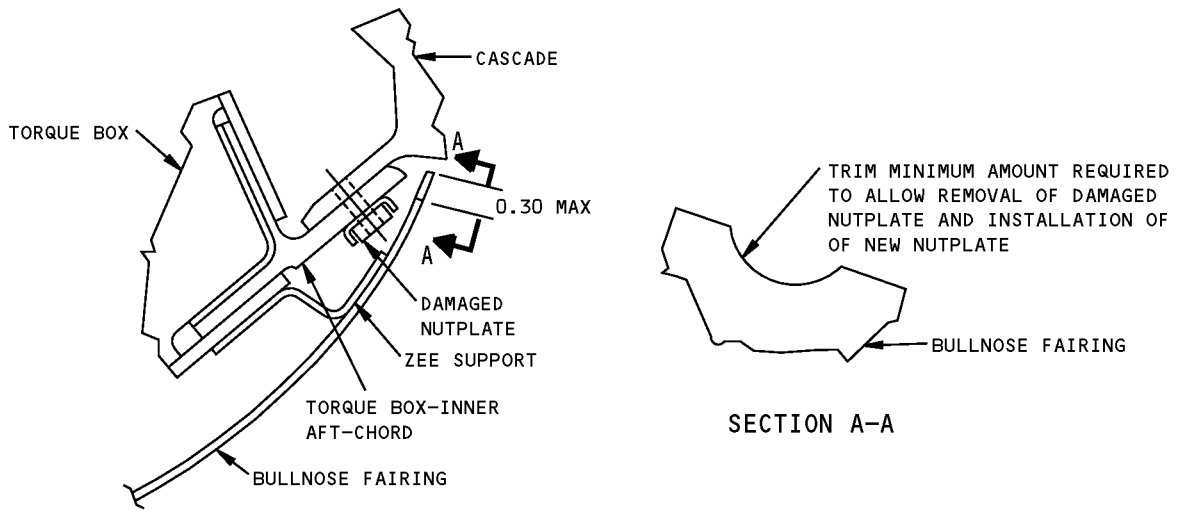 CASCADE
TORQUE BOX
A
0.30 MAX
A
DAMAGED
NUTPLATE
ZEE SUPPORT
TORQUE BOX-INNER
AFT-CHORD
BULLNOSE FAIRING
TRIM MINIMUM AMOUNT REQUIRED
TO ALLOW REMOVAL OF DAMAGED
NUTPLATE AND INSTALLATION OF
OF NEW NUTPLATE
BULLNOSE FAIRING
SECTION A-A